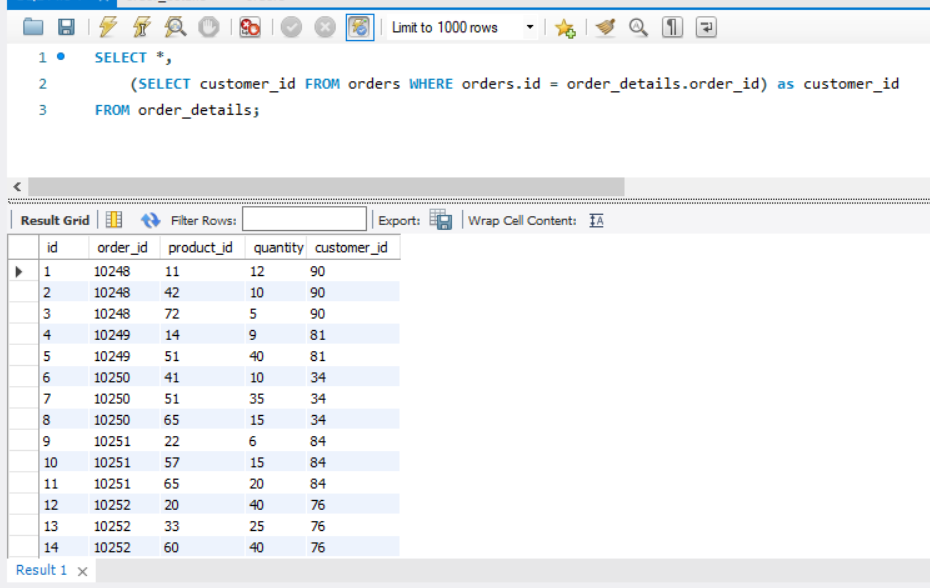 Limit to 1000 rows
1 SELECT *,
2 (SELECT customer_id FROM orders WHERE orders.id = order_details.order_id) as customer_id
3 FROM order_details;
Result Grid Filter Rows: Export: Wrap Cell Content: IA
id order_id product_id quantity customer_id
1 10248 11 12 90
2 10248 42 10 90
3 10248 72 5 90
4 10249 14 9 81
5 10249 51 40 81
6 10250 41 10 34
7 10250 51 35 34
8 10250 65 15 34
9 10251 22 6 84
10 10251 57 15 84
11 10251 65 20 84
12 10252 20 40 76
13 10252 33 25 76
14 10252 60 40 76
Result 1